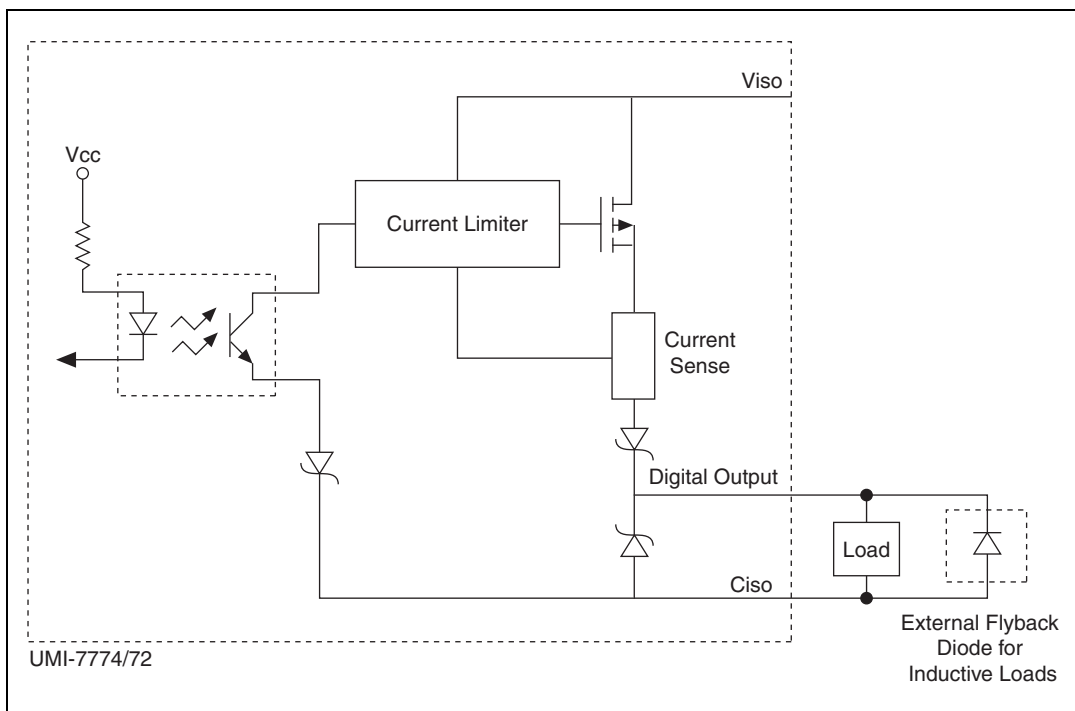 Viso
Vcc
Current Limiter
Current
Sense
Digital Output
Load
Ciso
External Flyback
Diode for
Inductive Loads
UMI-7774/72